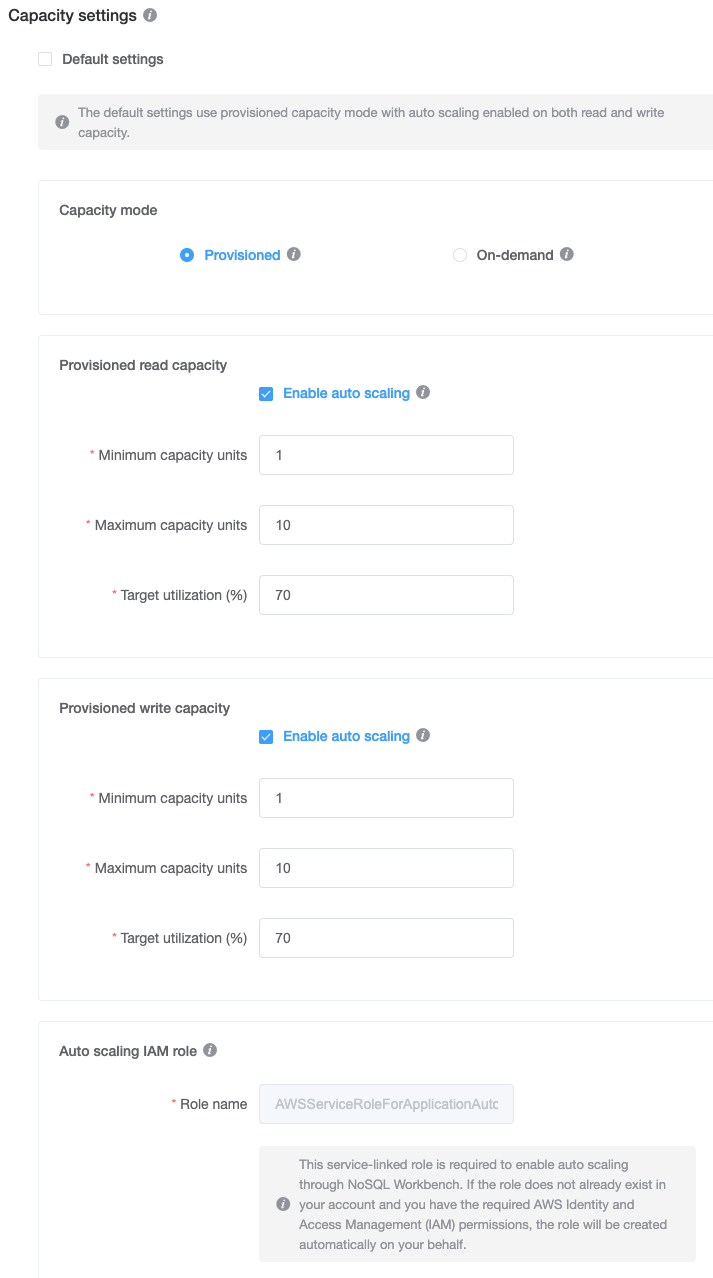 Capacity settings
Default settings
The default settings use provisioned capacity mode with auto scaling enabled on both read and write
capacity.
Capacity mode
Provisioned
On-demand
Provisioned read capacity
Enable auto scaling
* Minimum capacity units 1
* Maximum capacity units 10
* Target utilization (%) 70
Provisioned write capacity
Enable auto scaling
* Minimum capacity units 1
* Maximum capacity units 10
* Target utilization (%) 70
Auto scaling IAM role
* Role name AWSServiceRoleForApplicationAuto
This service-linked role is required to enable auto scaling
through NoSQL Workbench. If the role does not already exist in
your account and you have the required AWS Identity and
Access Management (IAM) permissions, the role will be created
automatically on your behalf.